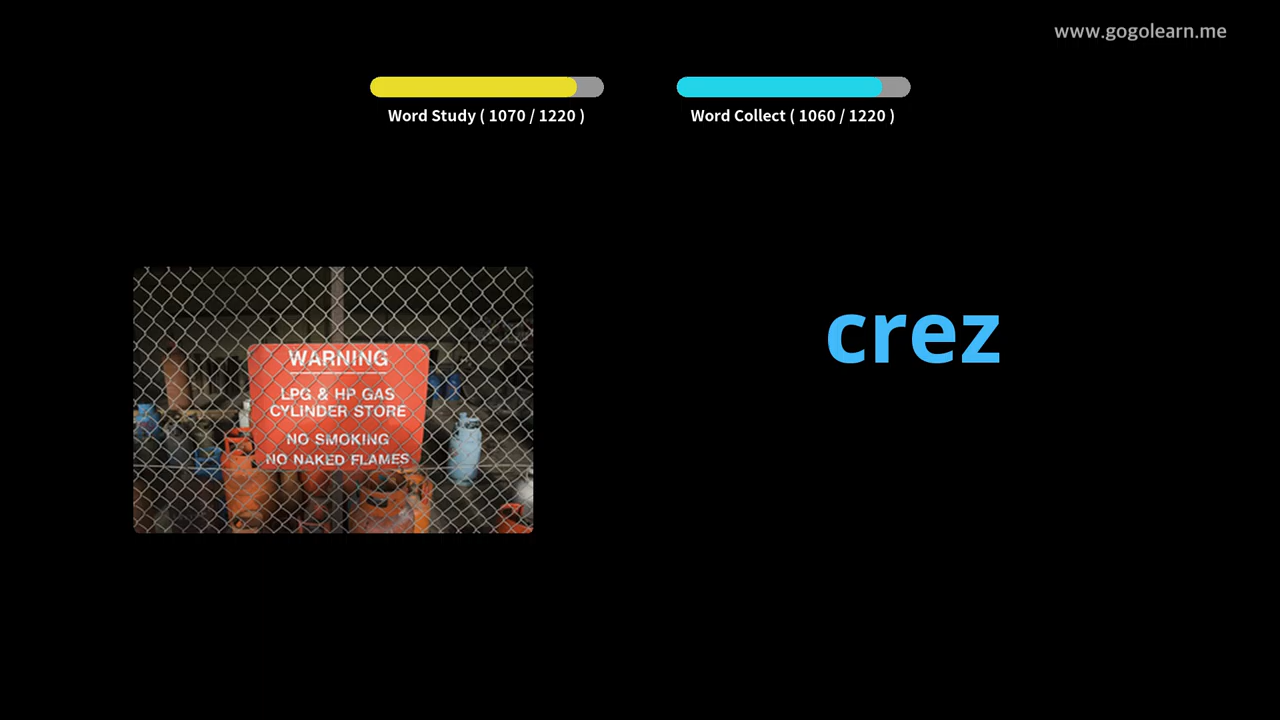 www.gogolearn.me
Word Study ( 1070 / 1220 )
Word Collect ( 1060 / 1220 )
WARNING
LPG & HP GAS
CYLINDER STORE
NO SMOKING
NO NAKED FLAMES
crez